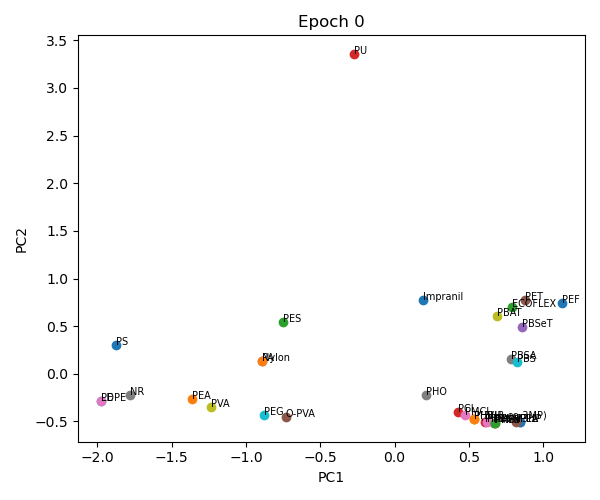 Epoch 0
PU
Impranil
PET
ECOFLEX
PEF
PBAT
PBSeT
PES
PS
PBSA
PBS
Nylon
NR
PEA
PVA
PHO
PEG
O-PVA
PCL
3.5
3.0
2.5
2.0
1.5
1.0
0.5
0.0
−0.5
−2.0
−1.5
−1.0
−0.5
0.0
0.5
1.0
PC1
PC2